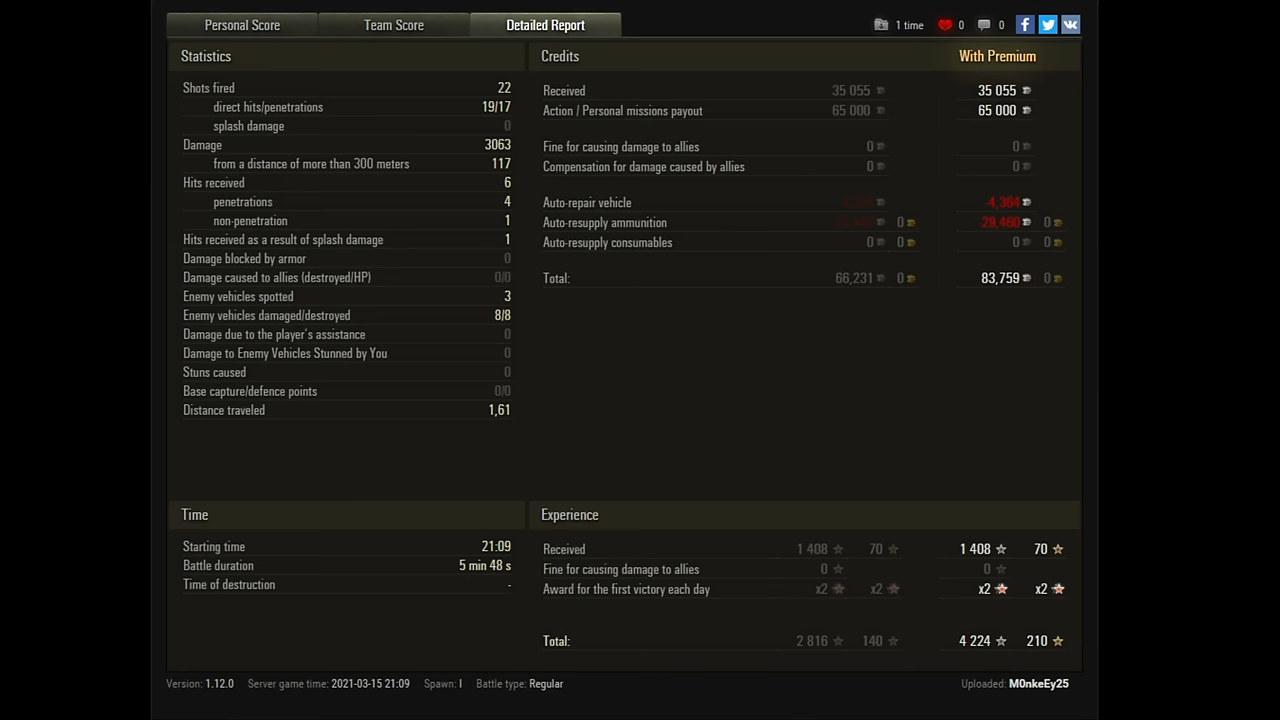 Personal Score Team Score Detailed Report 1 time 0 0
Statistics
Shots fired 22
direct hits/penetrations 19/17
splash damage 0
Damage 3063
from a distance of more than 300 meters 117
Hits received 6
penetrations 4
non-penetration 1
Hits received as a result of splash damage 1
Damage blocked by armor 0
Damage caused to allies (destroyed/HP) 0/0
Enemy vehicles spotted 3
Enemy vehicles damaged/destroyed 8/8
Damage due to the player's assistance 0
Damage to Enemy Vehicles Stunned by You 0
Stuns caused 0
Base capture/defence points 0/0
Distance traveled 1,61
Credits With Premium
Received 35 055 35 055
Action / Personal missions payout 65 000 65 000
Fine for causing damage to allies 0 0
Compensation for damage caused by allies 0 0
Auto-repair vehicle
Auto-resupply ammunition 0 0
Auto-resupply consumables 0 0 0 0
Total: 66,231 0 83,759 0
Time
Starting time 21:09
Battle duration 5 min 48 s
Time of destruction -
Experience
Received 1 408 70 1 408 70
Fine for causing damage to allies 0 0
Award for the first victory each day x2 x2 x2 x2
Total: 2 816 140 4 224 210
Version: 1.12.0 Server game time: 2021-03-15 21:09 Spawn: I Battle type: Regular Uploaded: M0nkeEy25